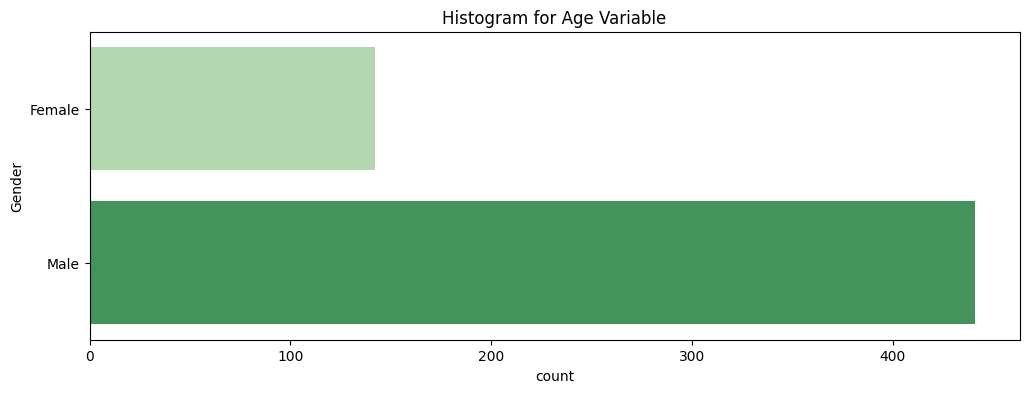 Histogram for Age Variable
Female
Gender
Male
0 100 200 300 400
count